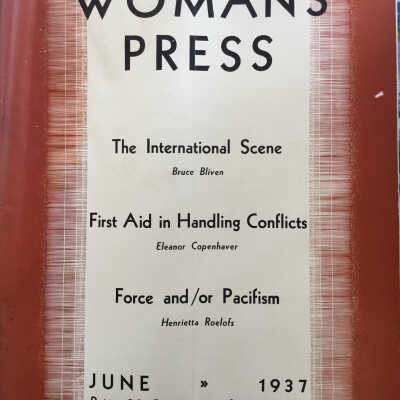 WOMANS
PRESS
The International Scene
Bruce Bliven
First Aid in Handling Conflicts
Eleanor Copenhaver
Force and/or Pacifism
Henrietta Roelofs
JUNE » 1937